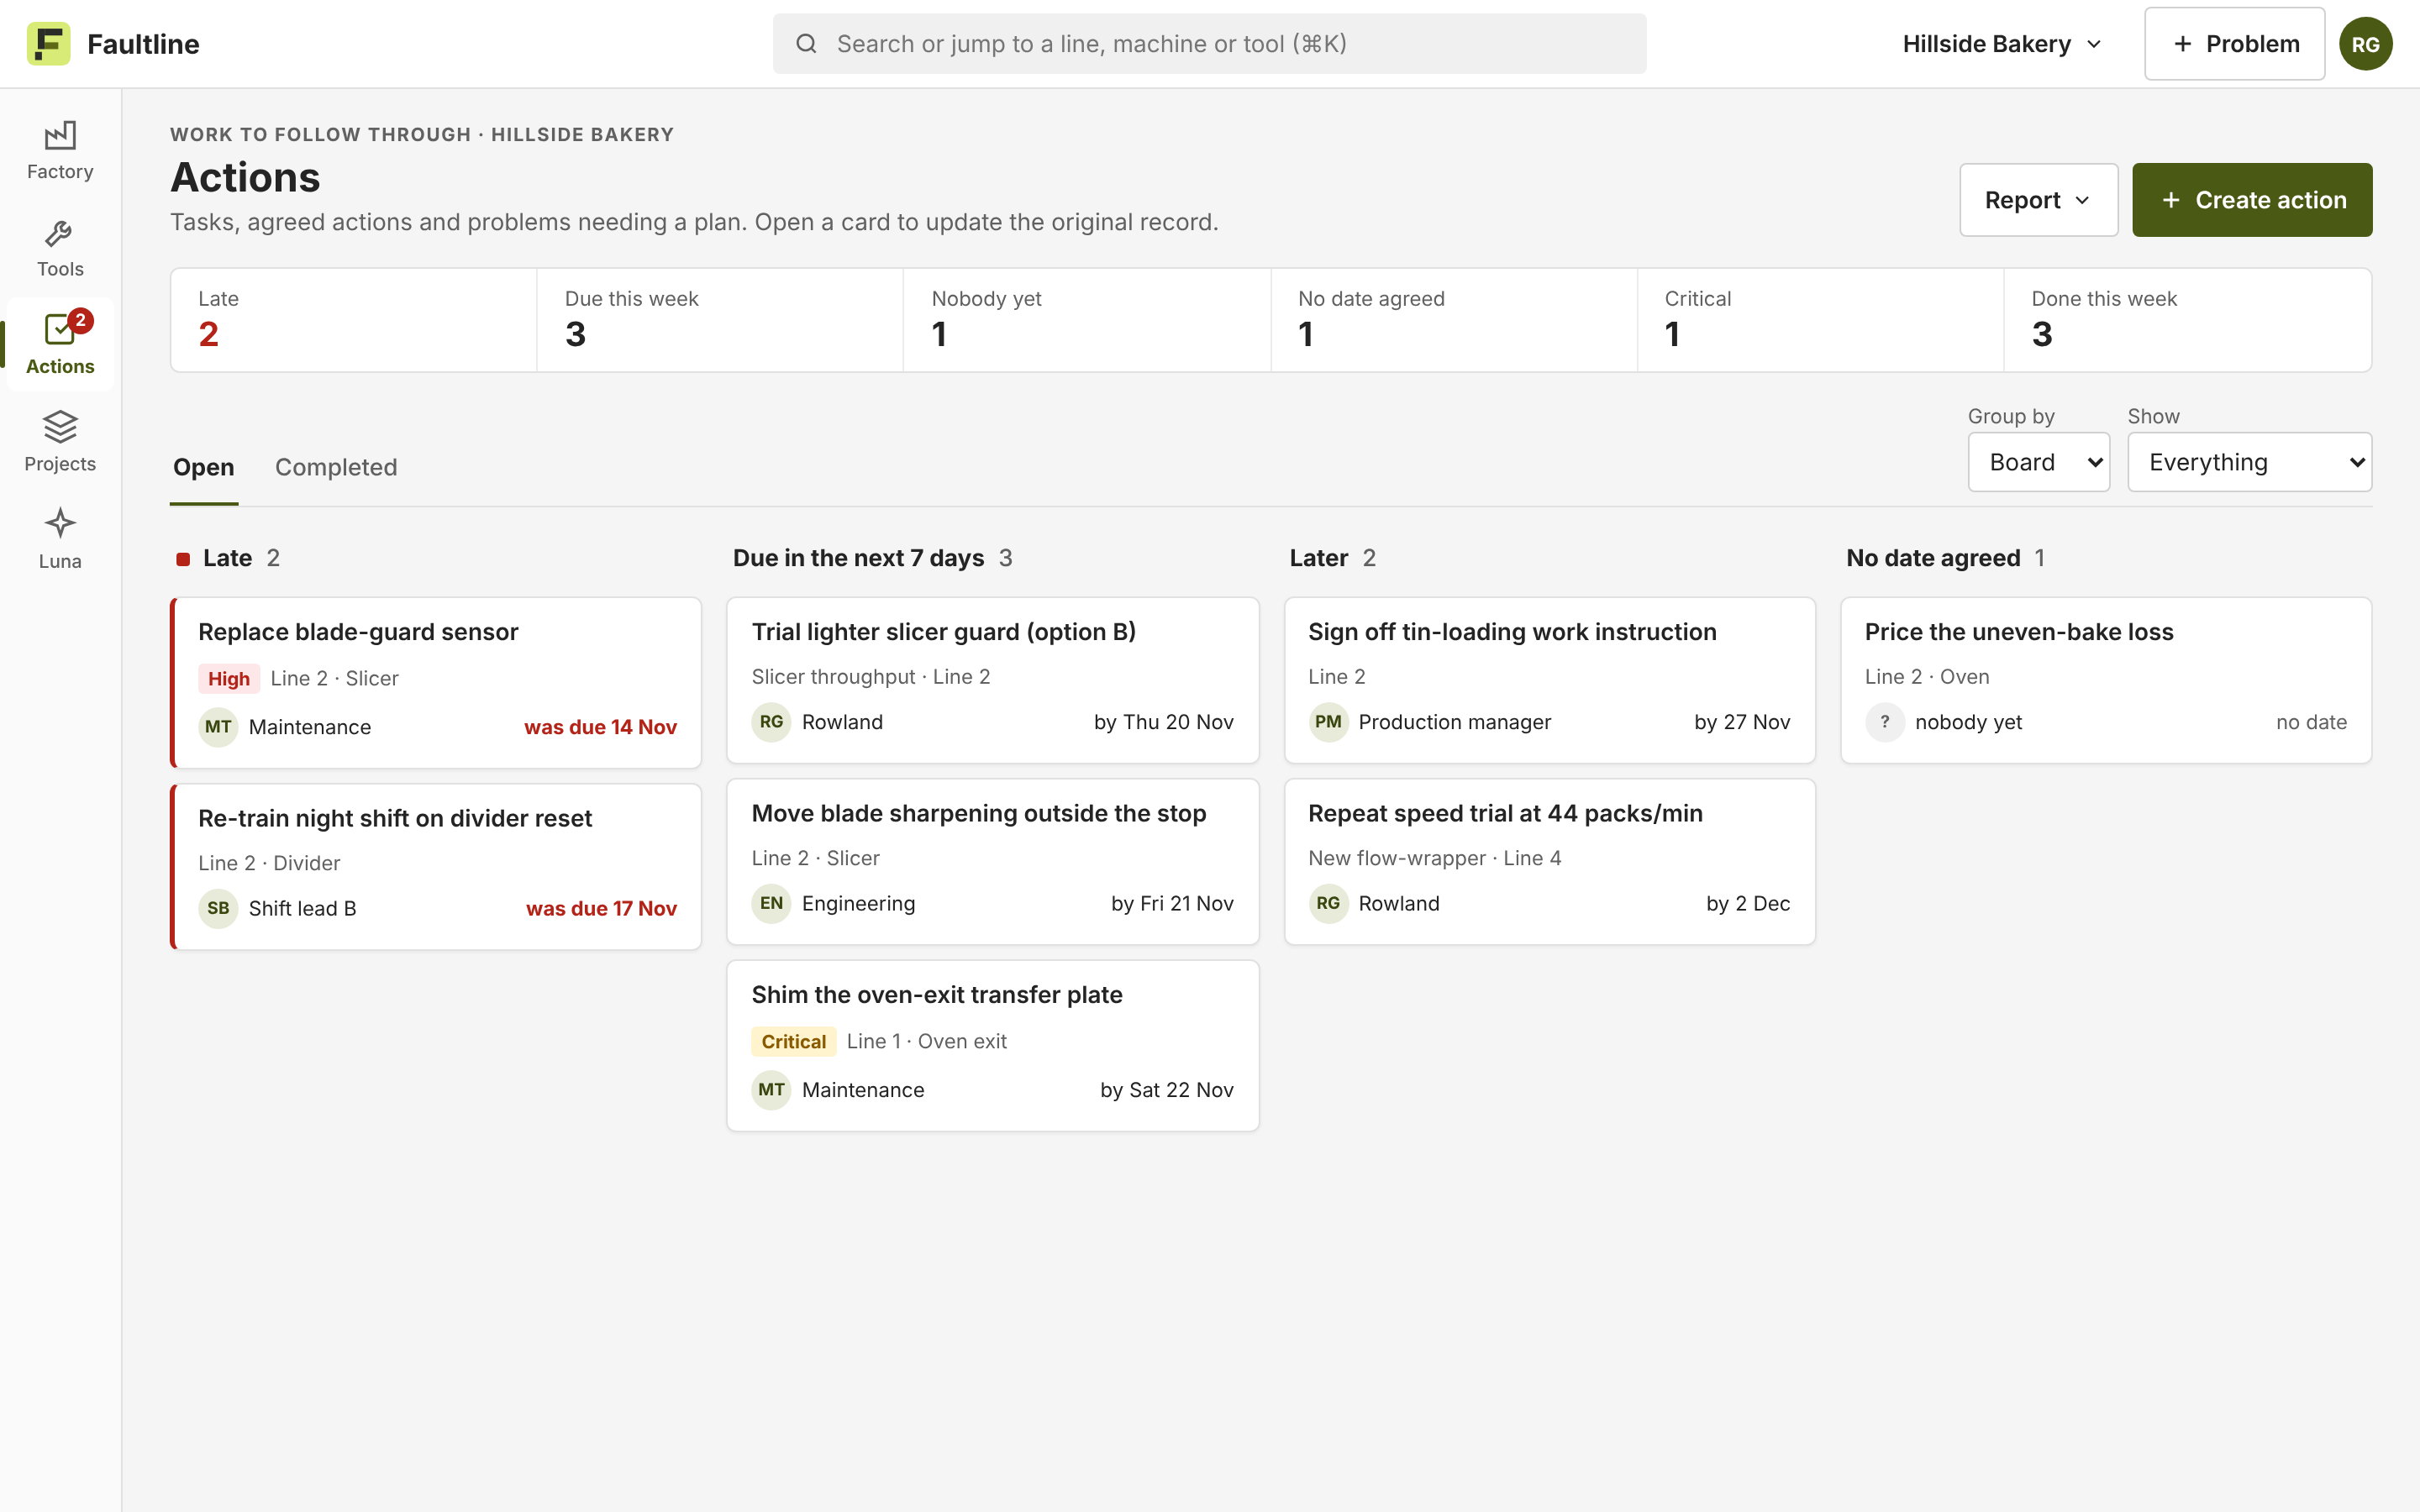 Faultline
Search or jump to a line, machine or tool (⌘K)
Hillside Bakery
+ Problem
RG
Factory
Tools
2
Actions
Projects
Luna
WORK TO FOLLOW THROUGH · HILLSIDE BAKERY
Actions
Tasks, agreed actions and problems needing a plan. Open a card to update the original record.
Report
+ Create action
Late
2
Due this week
3
Nobody yet
1
No date agreed
1
Critical
1
Done this week
3
Open
Completed
Group by
Board
Show
Everything
Late 2
Replace blade-guard sensor
High Line 2 · Slicer
MT Maintenance was due 14 Nov
Re-train night shift on divider reset
Line 2 · Divider
SB Shift lead B was due 17 Nov
Due in the next 7 days 3
Trial lighter slicer guard (option B)
Slicer throughput · Line 2
RG Rowland by Thu 20 Nov
Move blade sharpening outside the stop
Line 2 · Slicer
EN Engineering by Fri 21 Nov
Shim the oven-exit transfer plate
Critical Line 1 · Oven exit
MT Maintenance by Sat 22 Nov
Later 2
Sign off tin-loading work instruction
Line 2
PM Production manager by 27 Nov
Repeat speed trial at 44 packs/min
New flow-wrapper · Line 4
RG Rowland by 2 Dec
No date agreed 1
Price the uneven-bake loss
Line 2 · Oven
? nobody yet no date